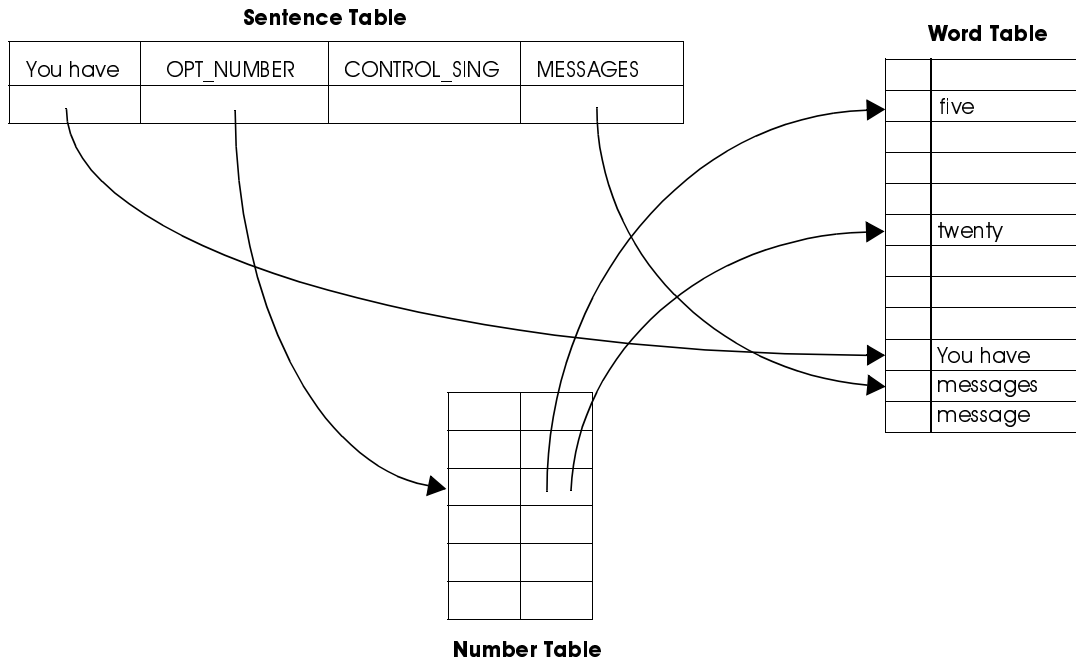 Sentence Table
You have OPT_NUMBER CONTROL_SING MESSAGES
Word Table
five
twenty
You have
messages
message
Number Table